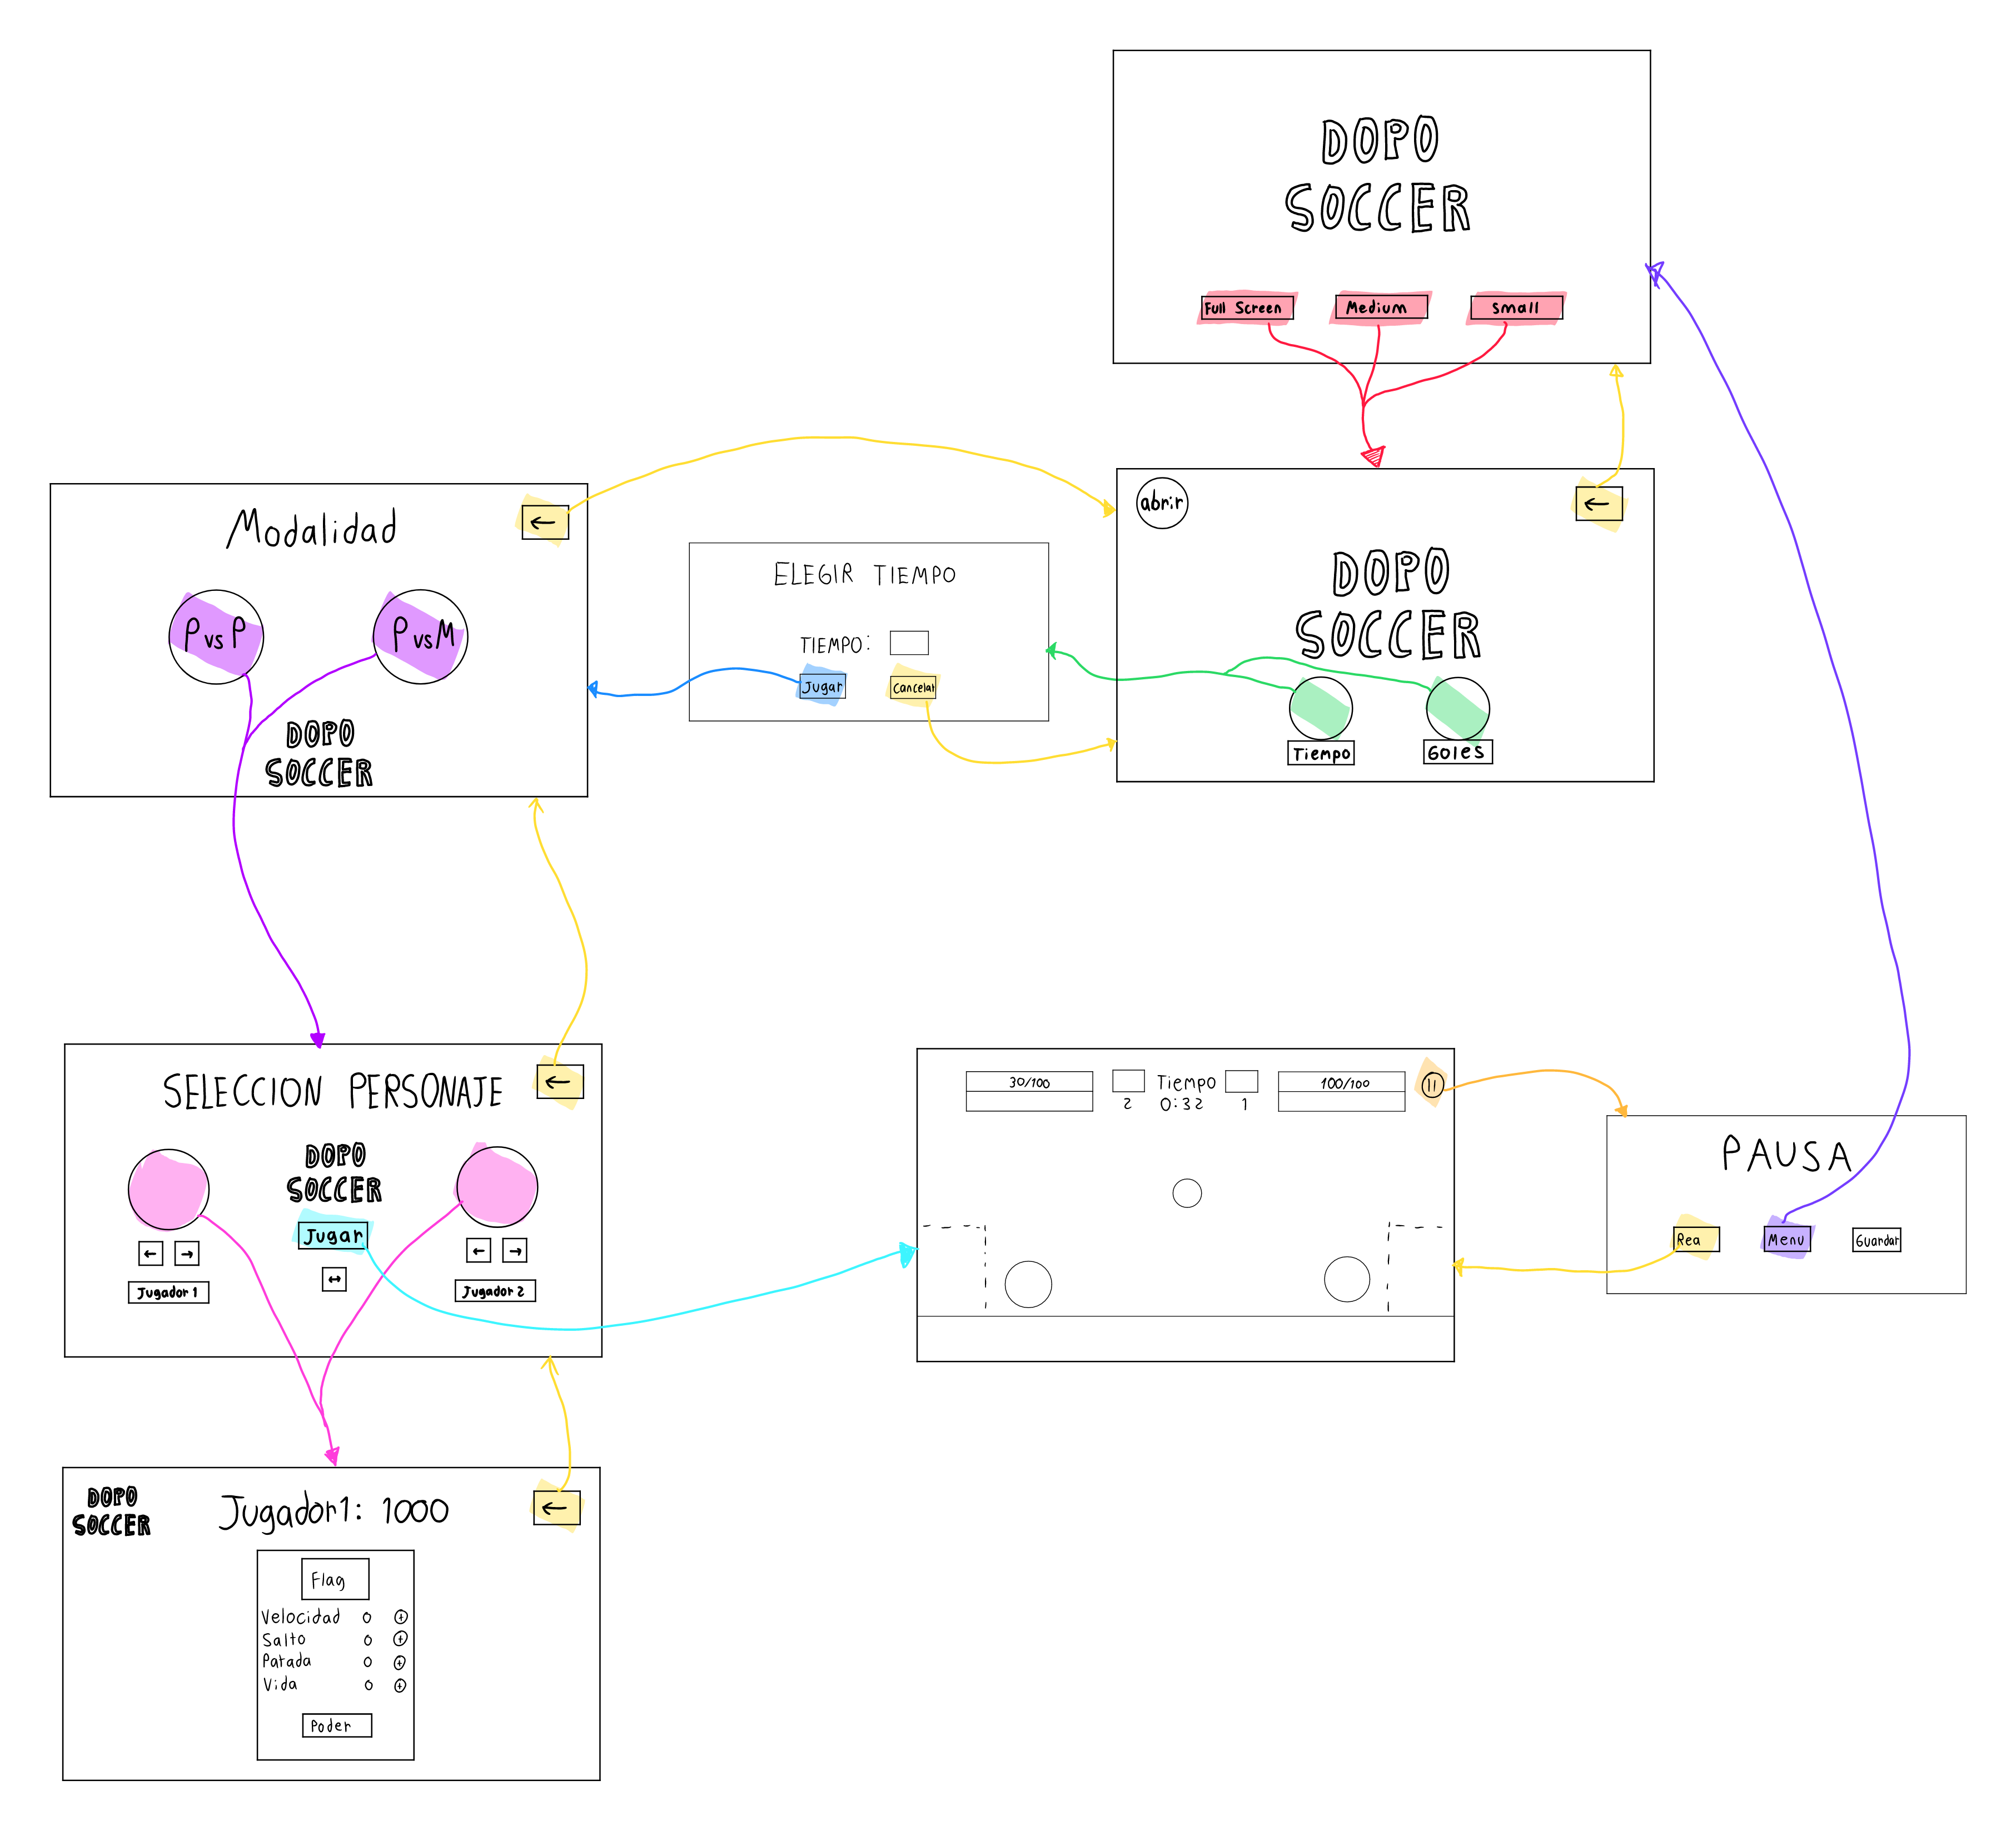 DOPO
SOCCER
Full Screen
Medium
Small
abrir
←
DOPO
SOCCER
Tiempo
Goles
ELEGIR TIEMPO
TIEMPO:
Jugar
Cancelar
Modalidad
←
P vs P
P vs M
DOPO
SOCCER
SELECCION PERSONAJE
←
DOPO
SOCCER
Jugar
← →
← →
↔
Jugador 1
Jugador 2
30/100
Tiempo
100/100
2 0:32 1
PAUSA
Rea
Menu
Guardar
DOPO
SOCCER
Jugador1: 1000
←
Flag
Velocidad 0 +
Salto 0 +
Patada 0 +
Vida 0 +
Poder